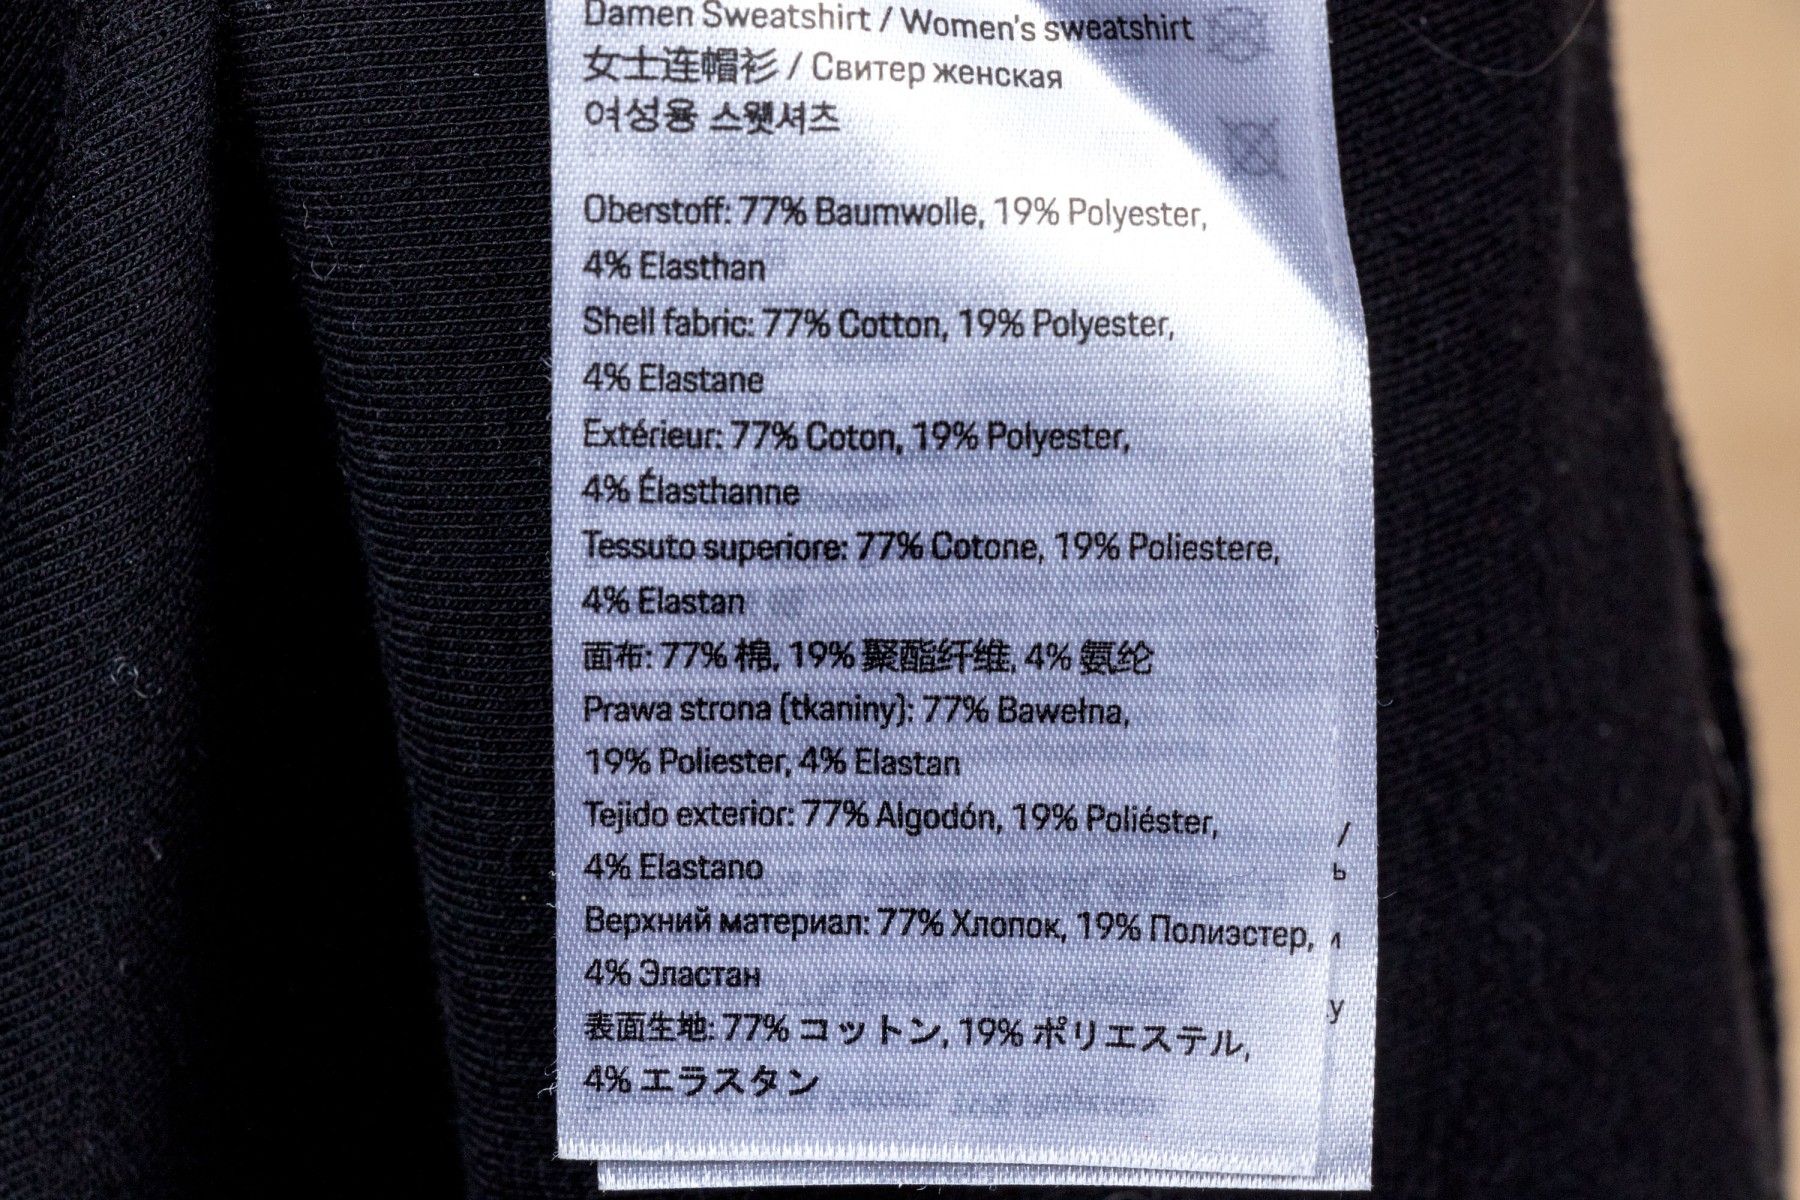 Damen Sweatshirt / Women's sweatshirt
女士连帽衫 / Свитер женская
여성용 스웻셔츠
Oberstoff: 77% Baumwolle, 19% Polyester,
4% Elasthan
Shell fabric: 77% Cotton, 19% Polyester,
4% Elastane
Extérieur: 77% Coton, 19% Polyester,
4% Élasthanne
Tessuto superiore: 77% Cotone, 19% Poliestere,
4% Elastan
面布: 77% 棉, 19% 聚酯纤维, 4% 氨纶
Prawa strona (tkaniny): 77% Bawełna,
19% Poliester, 4% Elastan
Tejido exterior: 77% Algodón, 19% Poliéster,
4% Elastano
Верхний материал: 77% Хлопок, 19% Полиэстер,
4% Эластан
表面生地: 77% コットン, 19% ポリエステル,
4% エラスタン